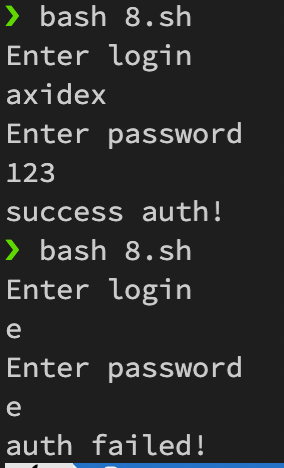 ❯ bash 8.sh
Enter login
axidex
Enter password
123
success auth!
❯ bash 8.sh
Enter login
e
Enter password
e
auth failed!